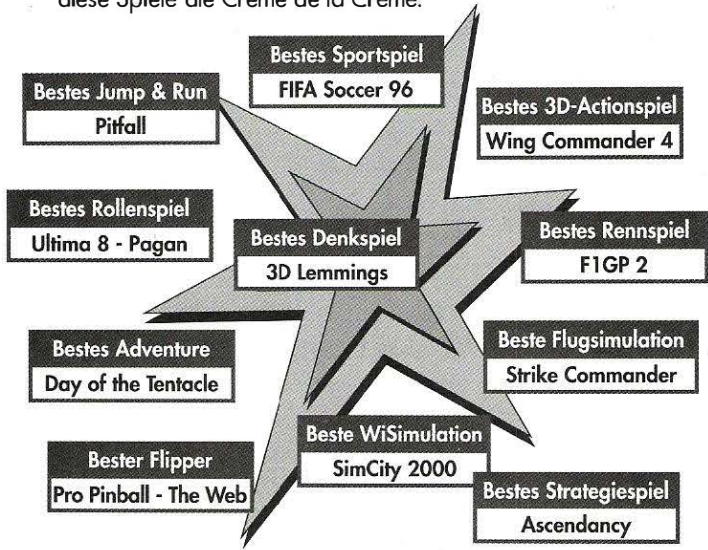 diese Spiele die Crème de la Crème.
Bestes Sportspiel
FIFA Soccer 96
Bestes Jump & Run
Pitfall
Bestes 3D-Actionspiel
Wing Commander 4
Bestes Rollenspiel
Ultima 8 - Pagan
Bestes Denkspiel
3D Lemmings
Bestes Rennspiel
F1GP 2
Bestes Adventure
Day of the Tentacle
Beste Flugsimulation
Strike Commander
Bester Flipper
Pro Pinball - The Web
Beste WiSimulation
SimCity 2000
Bestes Strategiespiel
Ascendancy